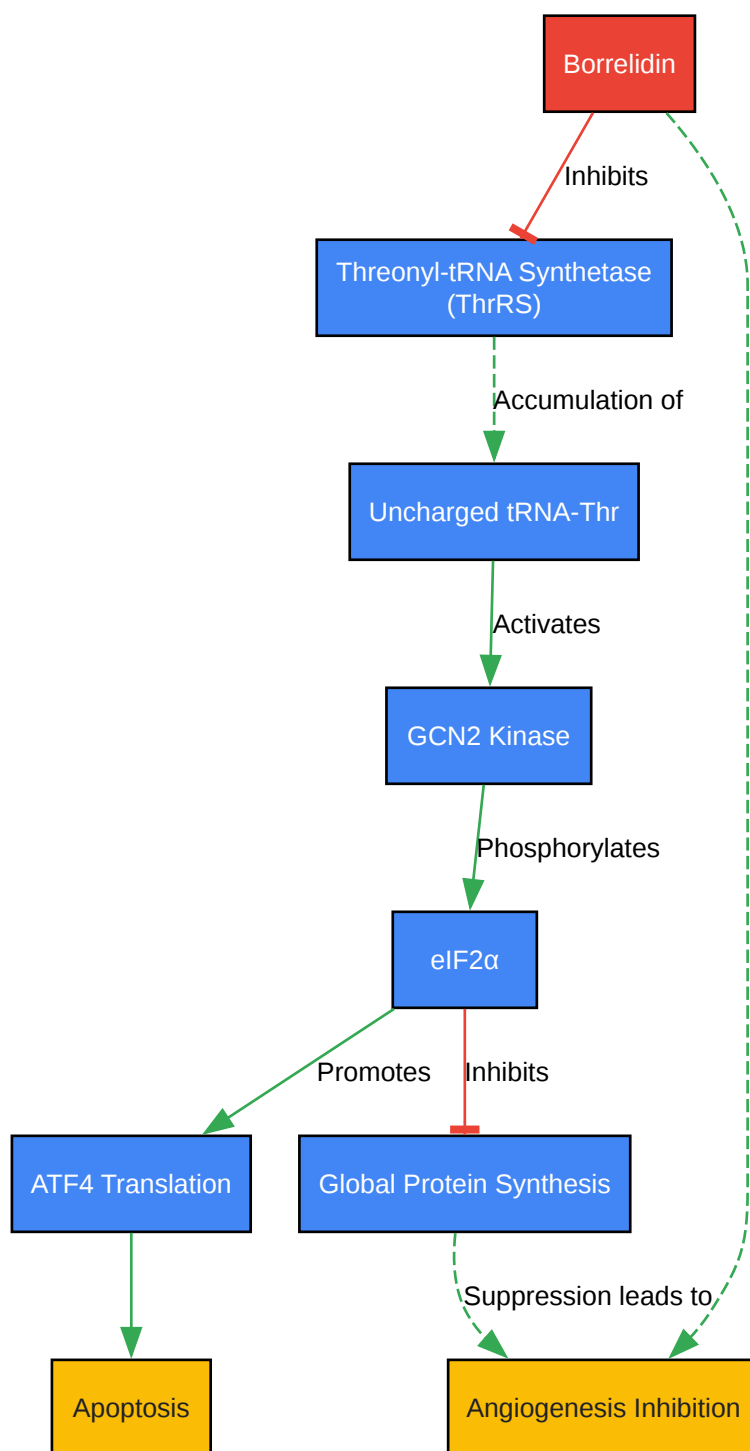 Borrelidin
Inhibits
Threonyl-tRNA Synthetase
(ThrRS)
Accumulation of
Uncharged tRNA-Thr
Activates
GCN2 Kinase
Phosphorylates
eIF2α
Promotes
Inhibits
ATF4 Translation
Global Protein Synthesis
Suppression leads to
Apoptosis
Angiogenesis Inhibition